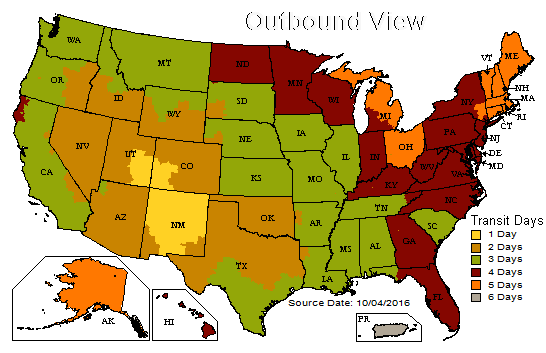 Outbound View
WA
MT
ND
MN
OR
ID
WY
SD
WI
MI
NY
VT
ME
NH
MA
RI
CT
NJ
DE
MD
PA
NV
UT
CO
NE
IA
IL
IN
OH
WV
VA
CA
KS
MO
KY
NC
AZ
NM
OK
AR
TN
SC
TX
LA
MS
AL
GA
FL
AK
HI
PR
Transit Days
1 Day
2 Days
3 Days
4 Days
5 Days
6 Days
Source Date: 10/04/2016